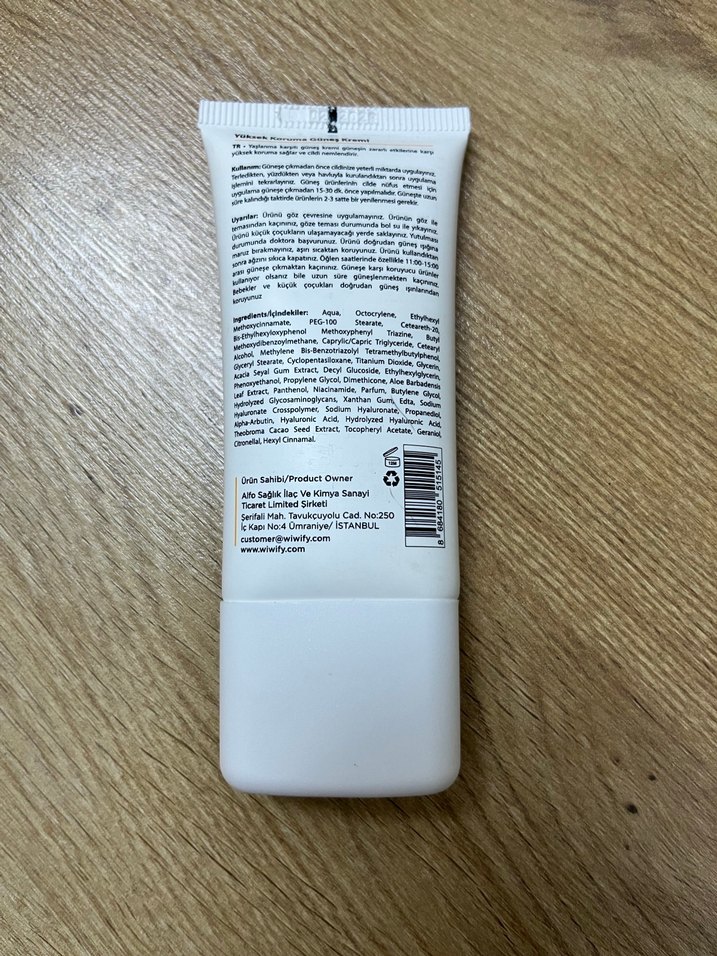 Yüksek Koruma Güneş Kremi
TR • Yaşlanma karşıtı güneş kremi güneşin zararlı etkilerine karşı
yüksek koruma sağlar ve cildi nemlendirir.
Kullanım: Güneşe çıkmadan önce cildinize yeterli miktarda uygulayınız.
Terledikten, yüzdükten veya havluyla kurulandıktan sonra uygulama
işlemini tekrarlayınız. Güneş ürünlerinin cilde nüfus etmesi için
uygulama güneşe çıkmadan 15-30 dk. önce yapılmalıdır. Güneşte uzun
süre kalındığı taktirde ürünlerin 2-3 satte bir yenilenmesi gerekir.
Uyarılar: Ürünü göz çevresine uygulamayınız. Ürünün göz ile
temasından kaçınınız, göze teması durumunda bol su ile yıkayınız.
Ürünü küçük çocukların ulaşamayacağı yerde saklayınız. Yutulması
durumunda doktora başvurunuz. Ürünü doğrudan güneş ışığına
maruz bırakmayınız, aşırı sıcaktan koruyunuz. Ürünü kullandıktan
sonra ağzını sıkıca kapatınız. Öğlen saatlerinde özellikle 11:00-15:00
arası güneşe çıkmaktan kaçınınız. Güneşe karşı koruyucu ürünler
kullanıyor olsanız bile uzun süre güneşlenmekten kaçınınız.
Bebekler ve küçük çocukları doğrudan güneş ışınlarından
koruyunuz
Ingredients/İçindekiler: Aqua, Octocrylene, Ethylhexyl
Methoxycinnamate, PEG-100 Stearate, Ceteareth-20,
Bis-Ethylhexyloxyphenol Methoxyphenyl Triazine, Butyl
Methoxydibenzoylmethane, Caprylic/Capric Triglyceride, Cetearyl
Alcohol, Methylene Bis-Benzotriazolyl Tetramethylbutylphenol,
Glyceryl Stearate, Cyclopentasiloxane, Titanium Dioxide, Glycerin,
Acacia Seyal Gum Extract, Decyl Glucoside, Ethylhexylglycerin,
Phenoxyethanol, Propylene Glycol, Dimethicone, Aloe Barbadensis
Leaf Extract, Panthenol, Niacinamide, Parfum, Butylene Glycol,
Hydrolyzed Glycosaminoglycans, Xanthan Gum, Edta, Sodium
Hyaluronate Crosspolymer, Sodium Hyaluronate, Propanediol,
Alpha-Arbutin, Hyaluronic Acid, Hydrolyzed Hyaluronic Acid,
Theobroma Cacao Seed Extract, Tocopheryl Acetate, Geraniol,
Citronellal, Hexyl Cinnamal.
12M
Ürün Sahibi/Product Owner
Alfo Sağlık İlaç Ve Kimya Sanayi
Ticaret Limited Şirketi
Şerifali Mah. Tavukçuyolu Cad. No:250
İç Kapı No:4 Ümraniye/ İSTANBUL
customer@wiwify.com
www.wiwify.com
8 684180 515145